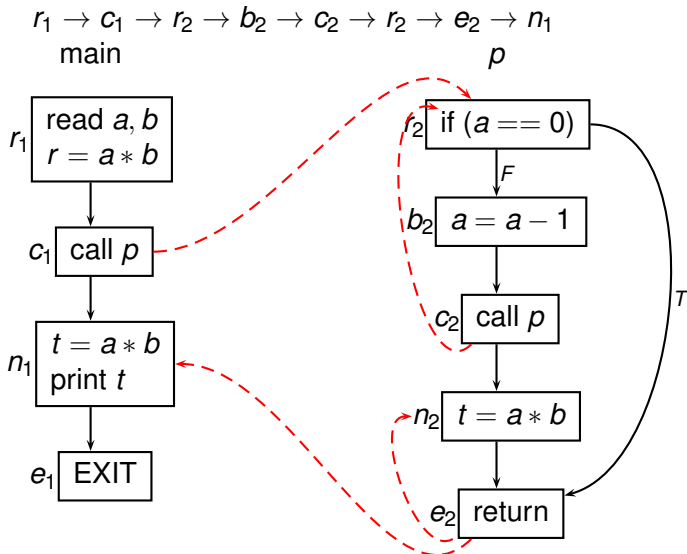 r₁ → c₁ → r₂ → b₂ → c₂ → r₂ → e₂ → n₁
main
p
r₁
read a, b
r = a ∗ b
c₁
call p
n₁
t = a ∗ b
print t
e₁
EXIT
r₂
if (a == 0)
F
T
b₂
a = a − 1
c₂
call p
n₂
t = a ∗ b
e₂
return